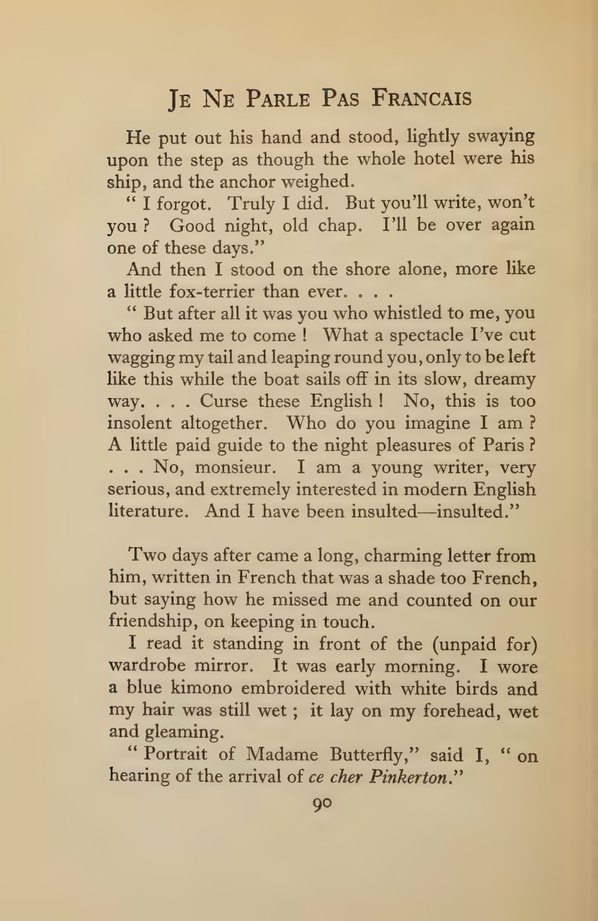 Je Ne Parle Pas Francais
He put out his hand and stood, lightly swaying
upon the step as though the whole hotel were his
ship, and the anchor weighed.
“ I forgot. Truly I did. But you’ll write, won’t
you ? Good night, old chap. I’ll be over again
one of these days.”
And then I stood on the shore alone, more like
a little fox-terrier than ever. . . .
“ But after all it was you who whistled to me, you
who asked me to come ! What a spectacle I’ve cut
wagging my tail and leaping round you, only to be left
like this while the boat sails off in its slow, dreamy
way. . . . Curse these English ! No, this is too
insolent altogether. Who do you imagine I am ?
A little paid guide to the night pleasures of Paris ?
. . . No, monsieur. I am a young writer, very
serious, and extremely interested in modern English
literature. And I have been insulted—insulted.”
Two days after came a long, charming letter from
him, written in French that was a shade too French,
but saying how he missed me and counted on our
friendship, on keeping in touch.
I read it standing in front of the (unpaid for)
wardrobe mirror. It was early morning. I wore
a blue kimono embroidered with white birds and
my hair was still wet ; it lay on my forehead, wet
and gleaming.
“ Portrait of Madame Butterfly,” said I, “ on
hearing of the arrival of ce cher Pinkerton.”
90